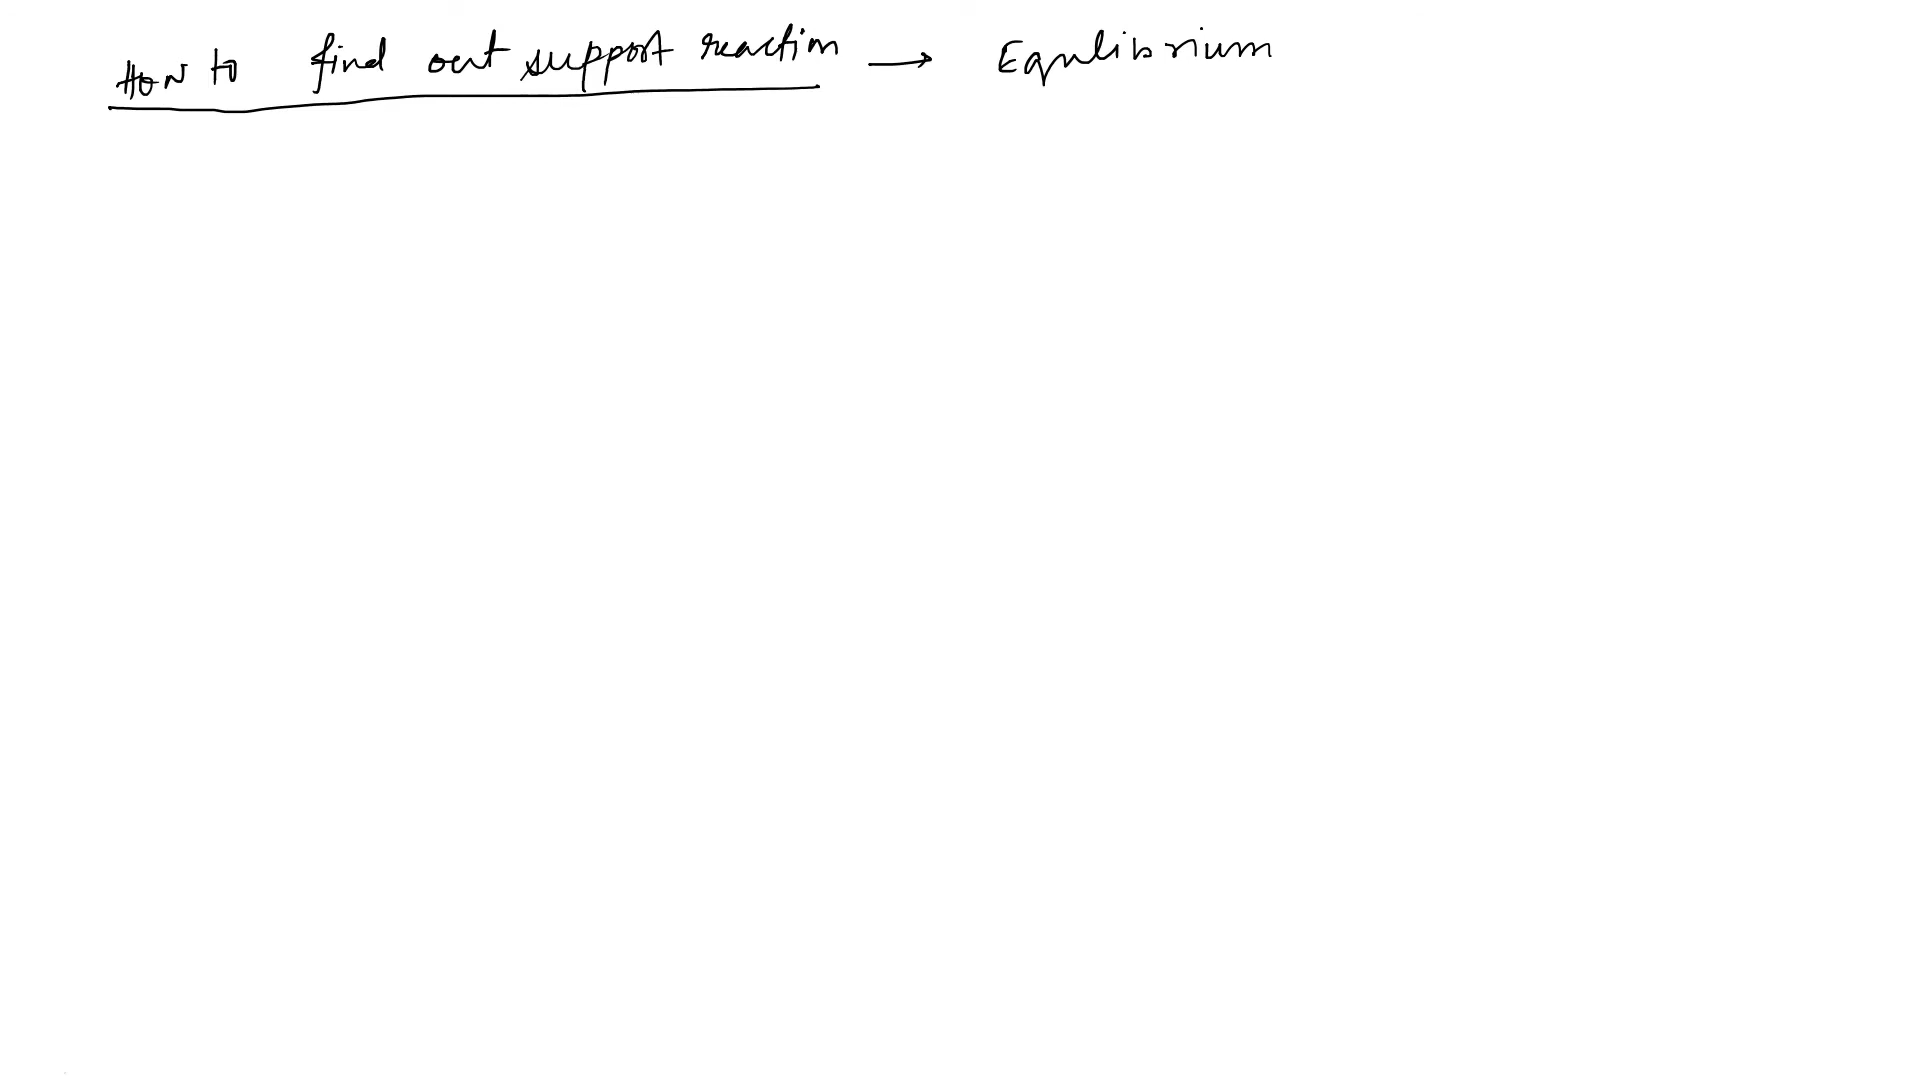 How to find out support reaction → Equlibrium